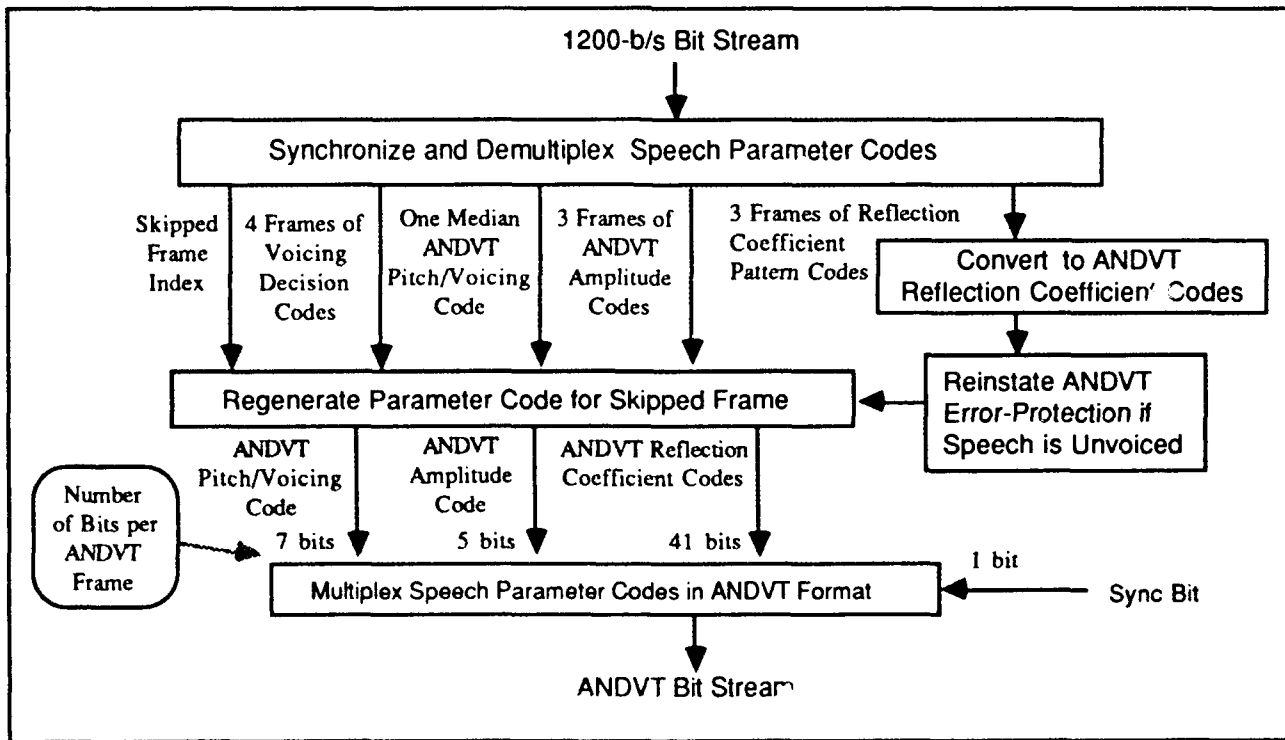 1200-b/s Bit Stream
Synchronize and Demultiplex Speech Parameter Codes
Skipped
Frame
Index
4 Frames of
Voicing
Decision
Codes
One Median
ANDVT
Pitch/Voicing
Code
3 Frames of
ANDVT
Amplitude
Codes
3 Frames of Reflection
Coefficient
Pattern Codes
Convert to ANDVT
Reflection Coefficient Codes
Regenerate Parameter Code for Skipped Frame
Reinstate ANDVT
Error-Protection if
Speech is Unvoiced
ANDVT
Pitch/Voicing
Code
ANDVT
Amplitude
Code
ANDVT Reflection
Coefficient Codes
Number
of Bits per
ANDVT
Frame
7 bits
5 bits
41 bits
1 bit
Multiplex Speech Parameter Codes in ANDVT Format
Sync Bit
ANDVT Bit Stream